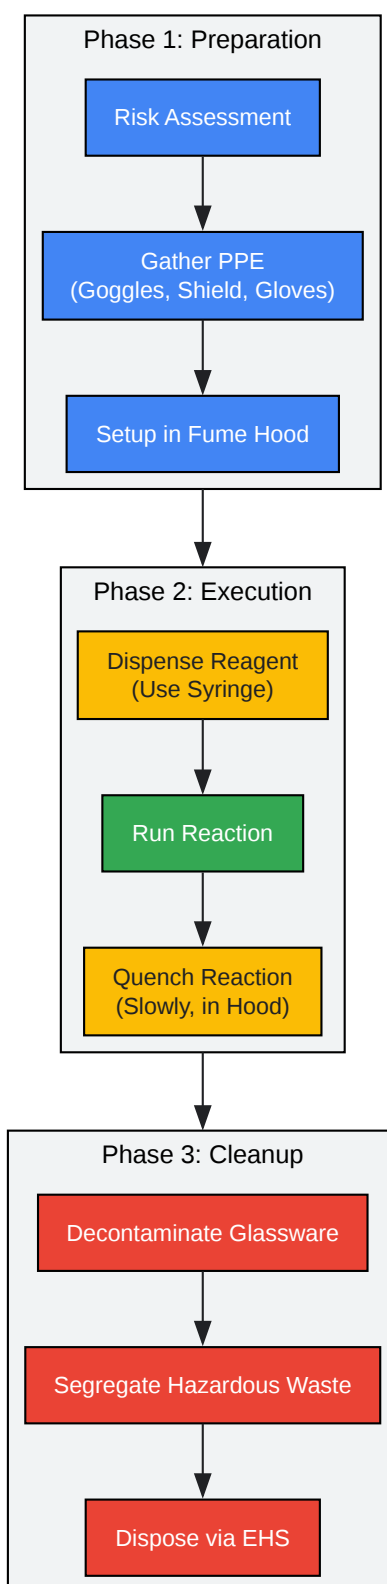 Phase 1: Preparation
Risk Assessment
Gather PPE
(Goggles, Shield, Gloves)
Setup in Fume Hood
Phase 2: Execution
Dispense Reagent
(Use Syringe)
Run Reaction
Quench Reaction
(Slowly, in Hood)
Phase 3: Cleanup
Decontaminate Glassware
Segregate Hazardous Waste
Dispose via EHS